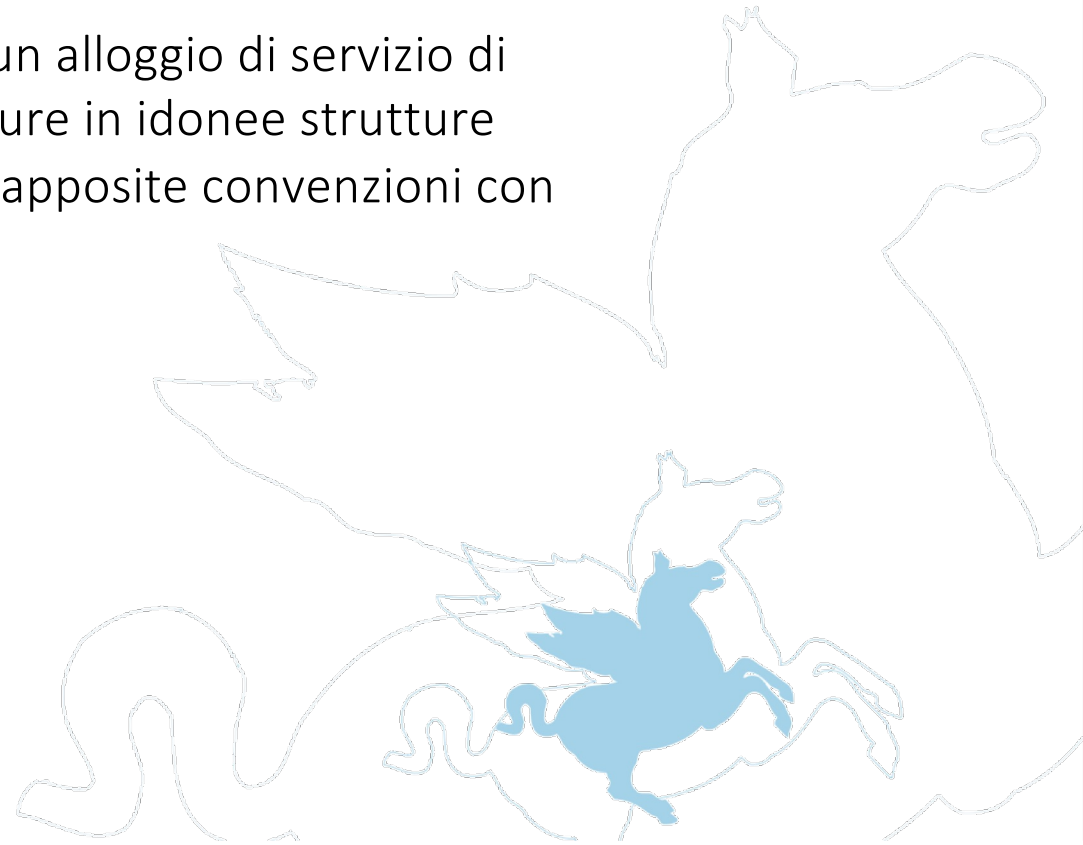 un alloggio di servizio di
ure in idonee strutture
apposite convenzioni con